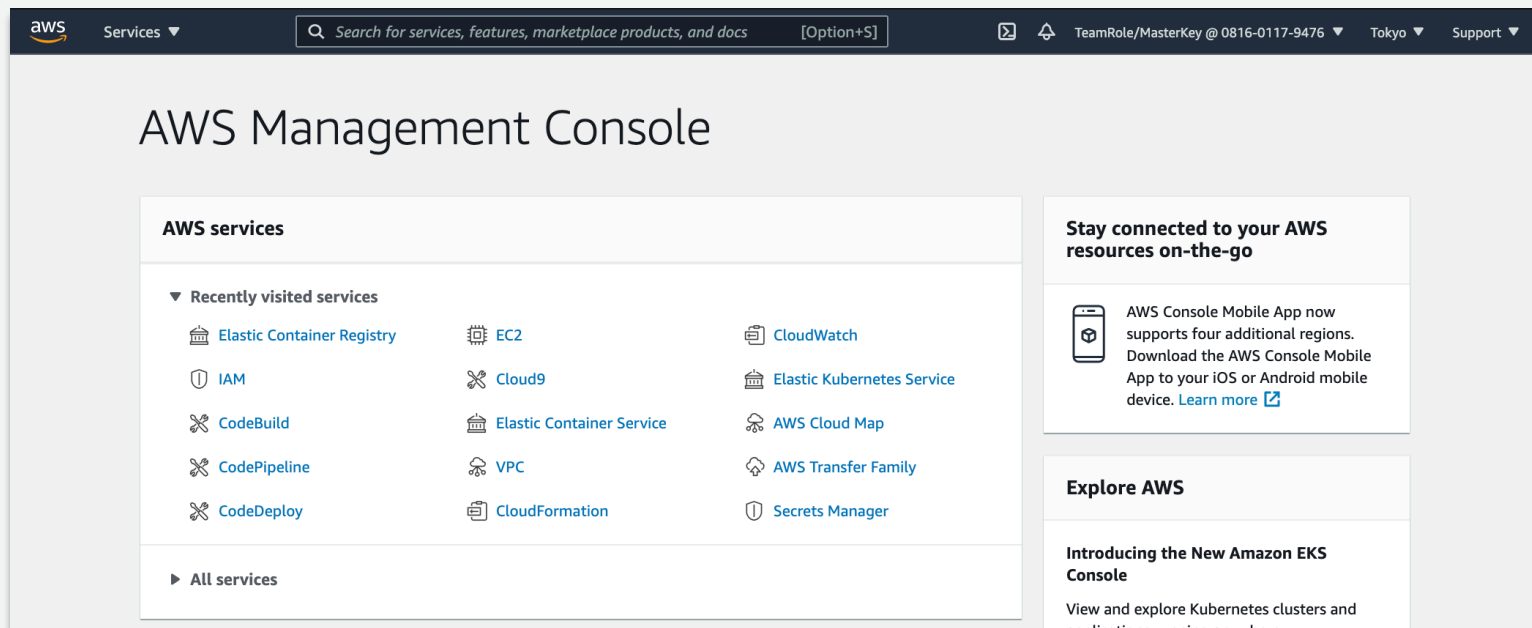 aws
Services
Search for services, features, marketplace products, and docs [Option+S]
TeamRole/MasterKey @ 0816-0117-9476
Tokyo
Support
AWS Management Console
AWS services
Recently visited services
Elastic Container Registry
EC2
CloudWatch
IAM
Cloud9
Elastic Kubernetes Service
CodeBuild
Elastic Container Service
AWS Cloud Map
CodePipeline
VPC
AWS Transfer Family
CodeDeploy
CloudFormation
Secrets Manager
All services
Stay connected to your AWS
resources on-the-go
AWS Console Mobile App now
supports four additional regions.
Download the AWS Console Mobile
App to your iOS or Android mobile
device. Learn more
Explore AWS
Introducing the New Amazon EKS
Console
View and explore Kubernetes clusters and